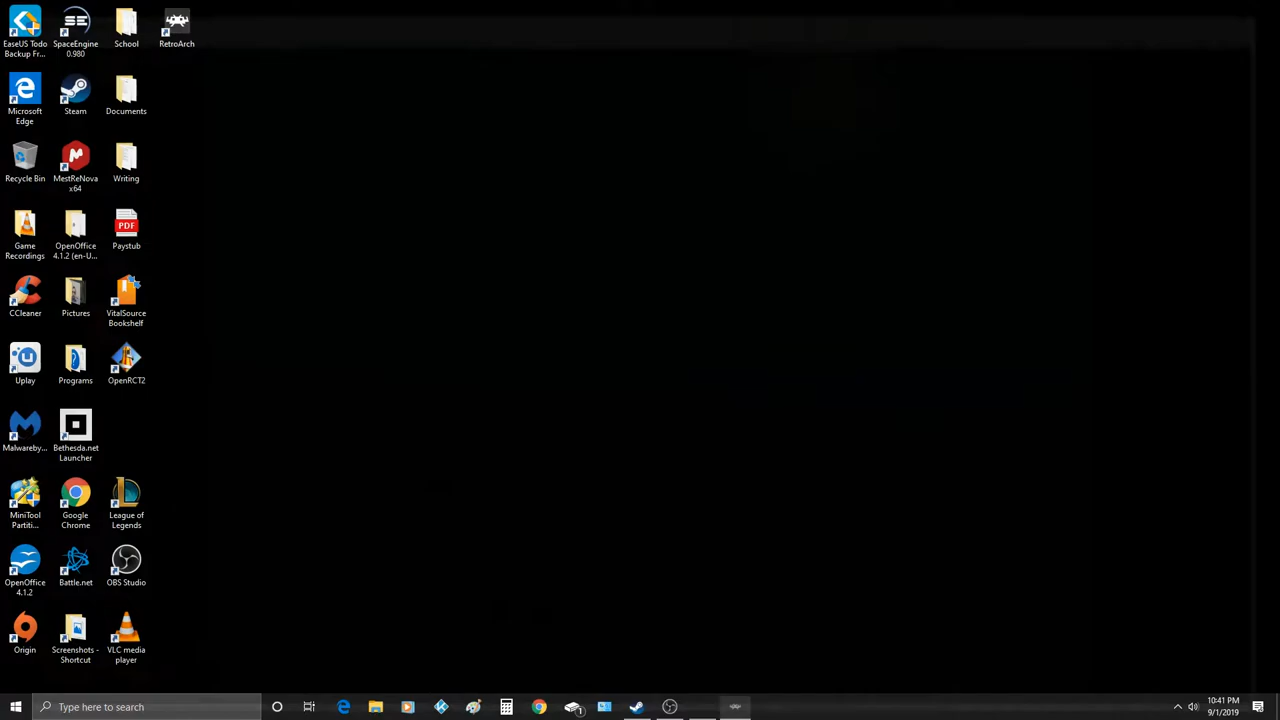 EaseUS Todo
Backup Fr...
SE
SpaceEngine
0.980
School
RetroArch
Microsoft
Edge
Steam
Documents
Recycle Bin
MestReNova
x64
Writing
Game
Recordings
OpenOffice
4.1.2 (en-U...
PDF
Paystub
CCleaner
Pictures
VitalSource
Bookshelf
Uplay
Programs
OpenRCT2
Malwareby...
Bethesda.net
Launcher
MiniTool
Partiti...
Google
Chrome
League of
Legends
OpenOffice
4.1.2
Battle.net
OBS Studio
Origin
Screenshots -
Shortcut
VLC media
player
Type here to search
1
10:41 PM
9/1/2019